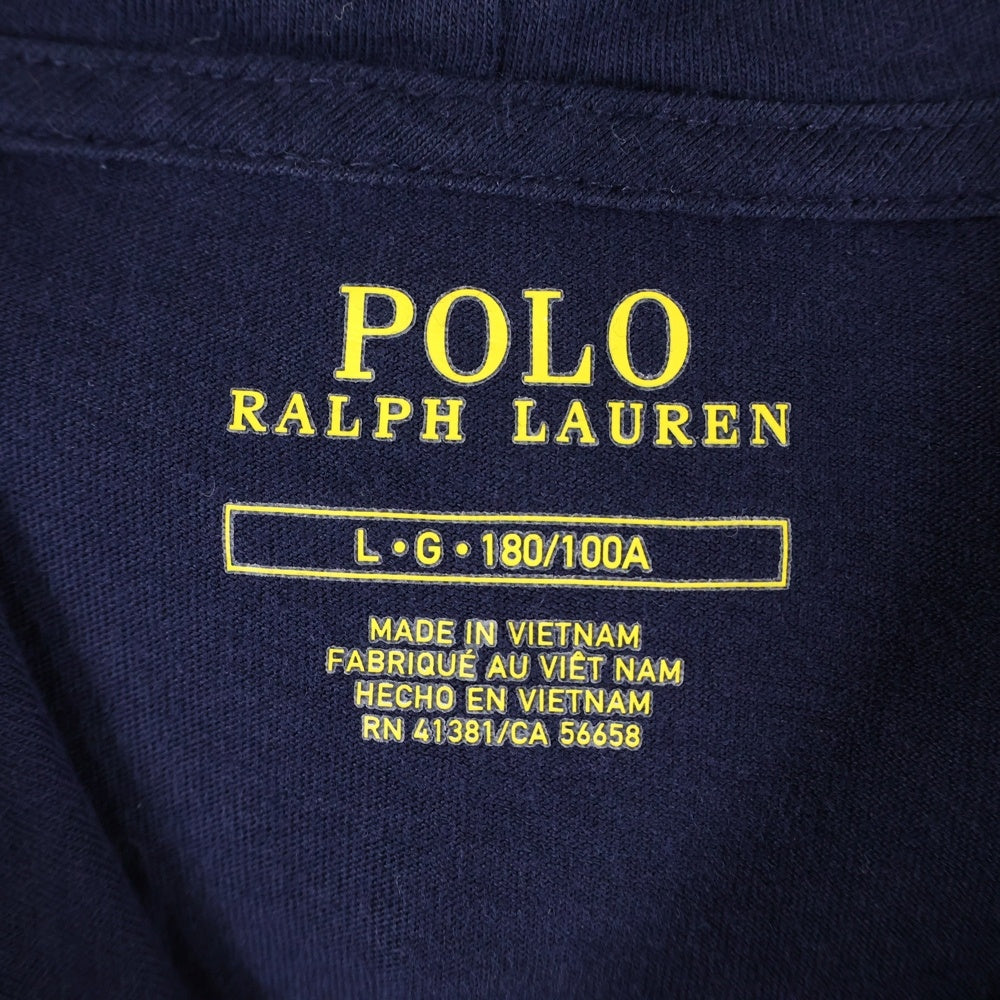 POLO
RALPH LAUREN
L • G • 180/100A
MADE IN VIETNAM
FABRIQUÉ AU VIÊT NAM
HECHO EN VIETNAM
RN 41381/CA 56658